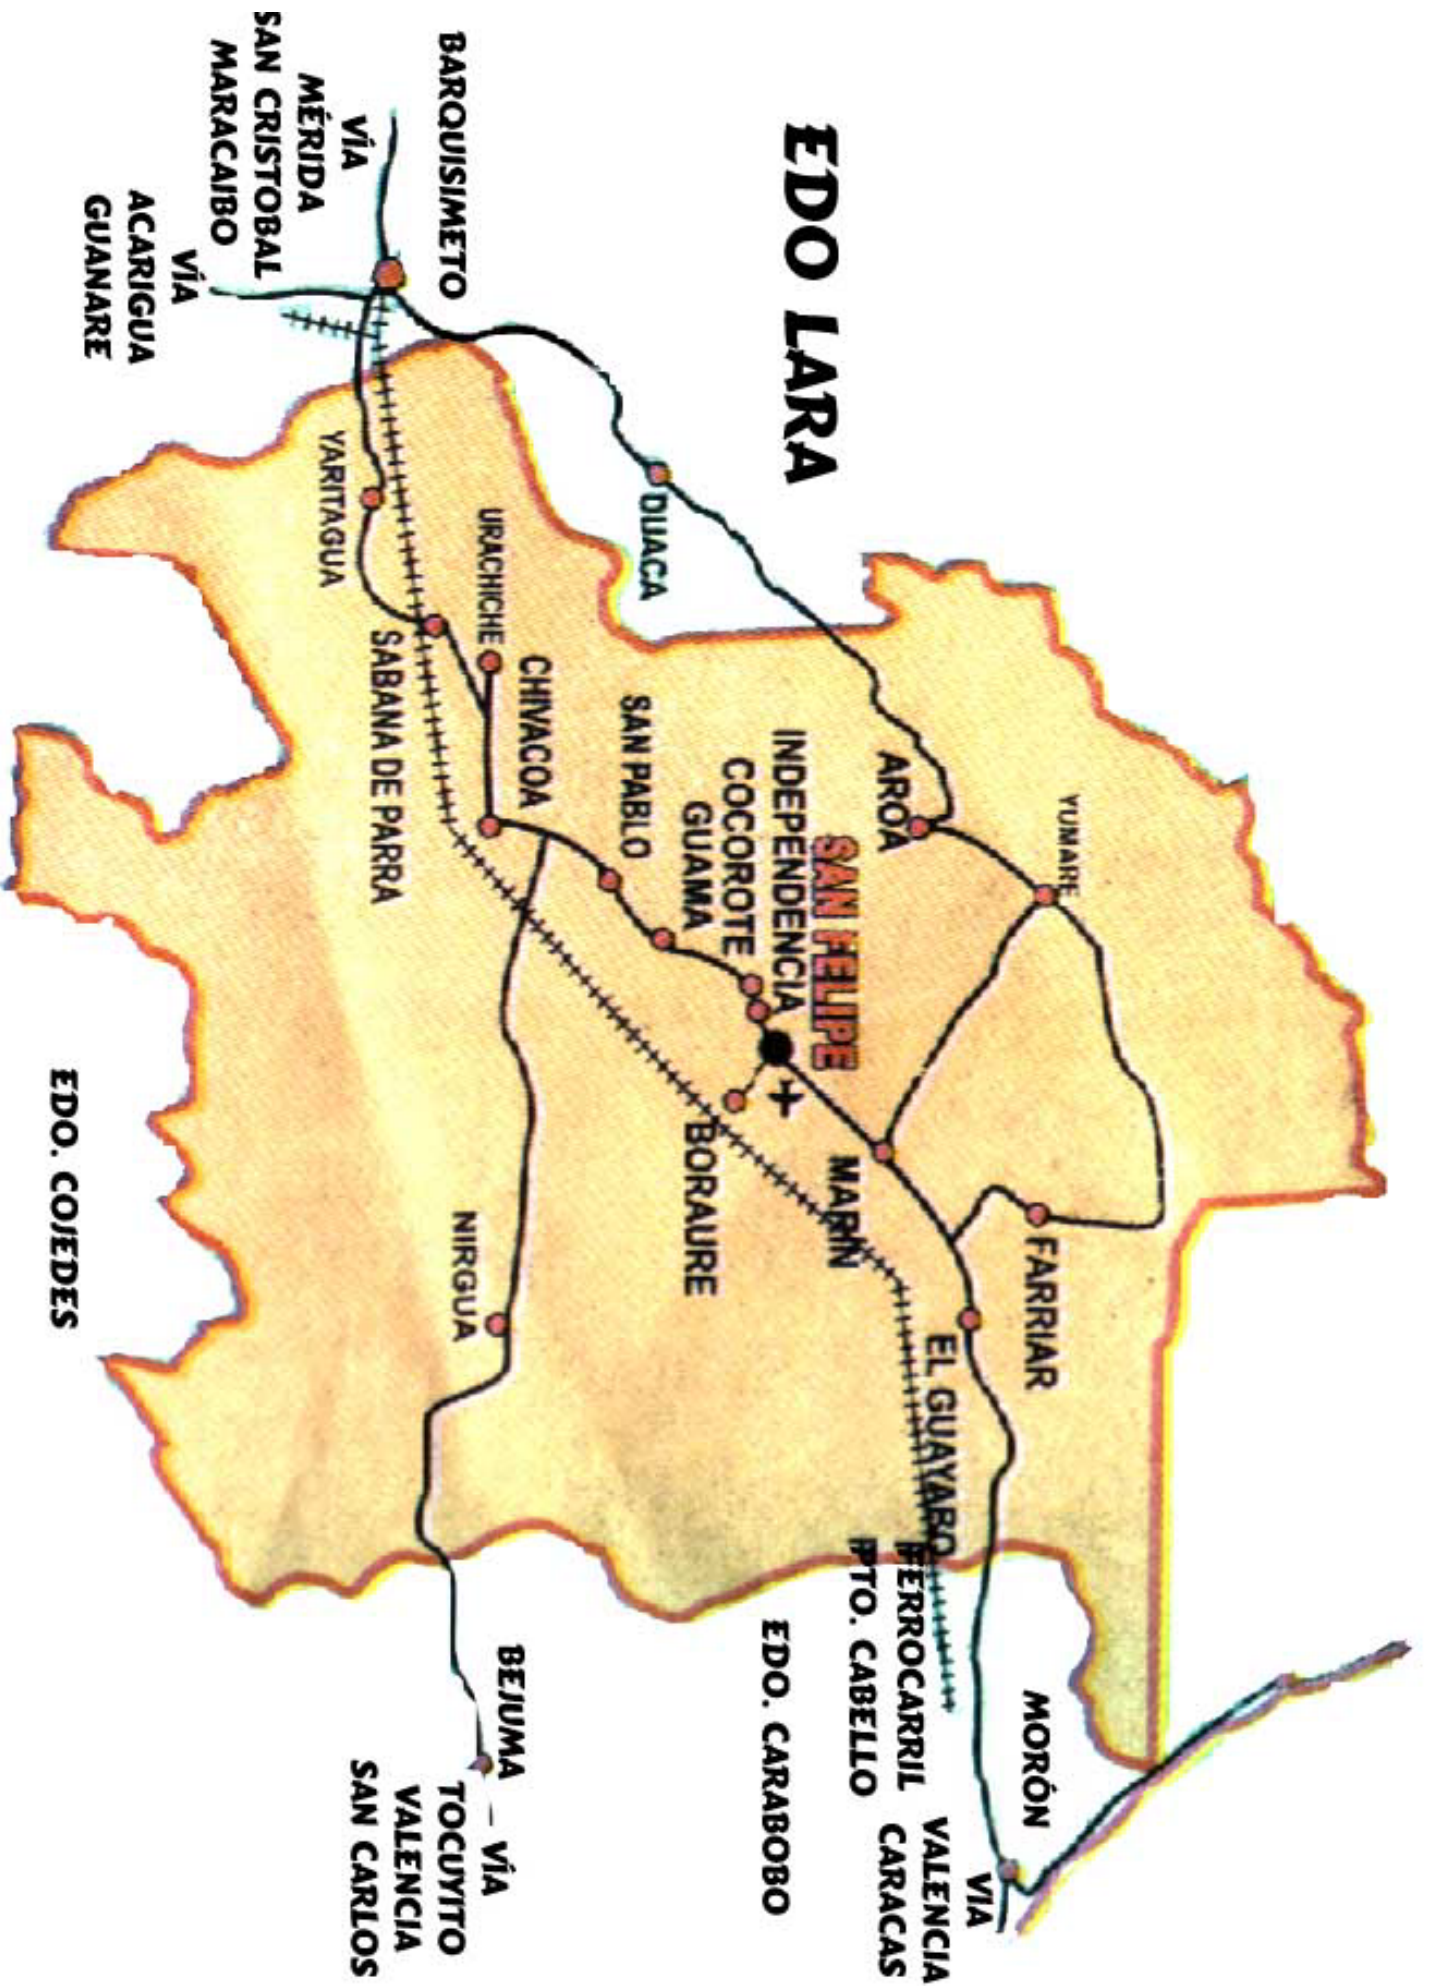 EDO LARA
BARQUISIMETO
VÍA
MÉRIDA
SAN CRISTOBAL
MARACAIBO
VÍA
ACARIGUA
GUANARE
DUACA
YUMARE
AROA
SAN FELIPE
INDEPENDENCIA
COCOROTE
GUAMA
SAN PABLO
CHIVACOA
URACHICHE
YARITAGUA
SABANA DE PARRA
FARRIAR
MARIN
BORAURE
EL GUAYABO
NIRGUA
MORÓN
FERROCARRIL
PTO. CABELLO
VIA
VALENCIA
CARACAS
EDO. CARABOBO
BEJUMA
VÍA
TOCUYITO
VALENCIA
SAN CARLOS
EDO. COJEDES